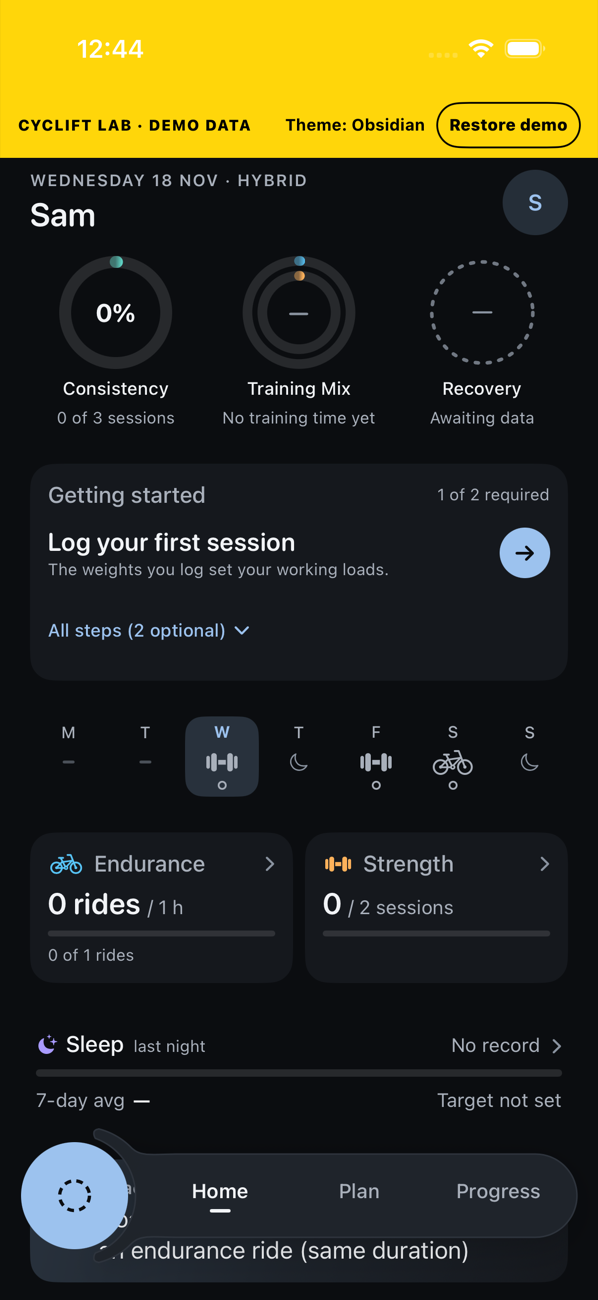 12:44
CYCLIFT LAB · DEMO DATA Theme: Obsidian Restore demo
WEDNESDAY 18 NOV · HYBRID
Sam
S
0% — —
Consistency Training Mix Recovery
0 of 3 sessions No training time yet Awaiting data
Getting started 1 of 2 required
Log your first session
The weights you log set your working loads.
All steps (2 optional)
M T W T F S S
Endurance Strength
0 rides / 1 h 0 / 2 sessions
0 of 1 rides
Sleep last night No record
7-day avg — Target not set
Home Plan Progress
endurance ride (same duration)